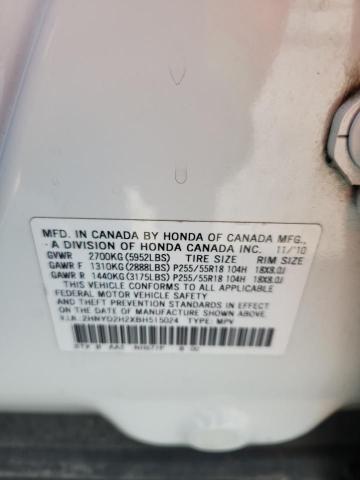 MFD. IN CANADA BY HONDA OF CANADA MFG.,
A DIVISION OF HONDA CANADA INC. 11/'10
GVWR 2700KG(5952LBS) TIRE SIZE RIM SIZE
GAWR F 1310KG(2888LBS) P255/55R18 104H 18X8.0J
GAWR R 1440KG(3175LBS) P255/55R18 104H 18X8.0J
THIS VEHICLE CONFORMS TO ALL APPLICABLE
FEDERAL MOTOR VEHICLE SAFETY STANDARDS IN EFFECT
ON THE DATE OF MANUFACTURE SHOWN ABOVE.
V.I.N.:2HNYD2H2XBH515024 TYPE: MPV